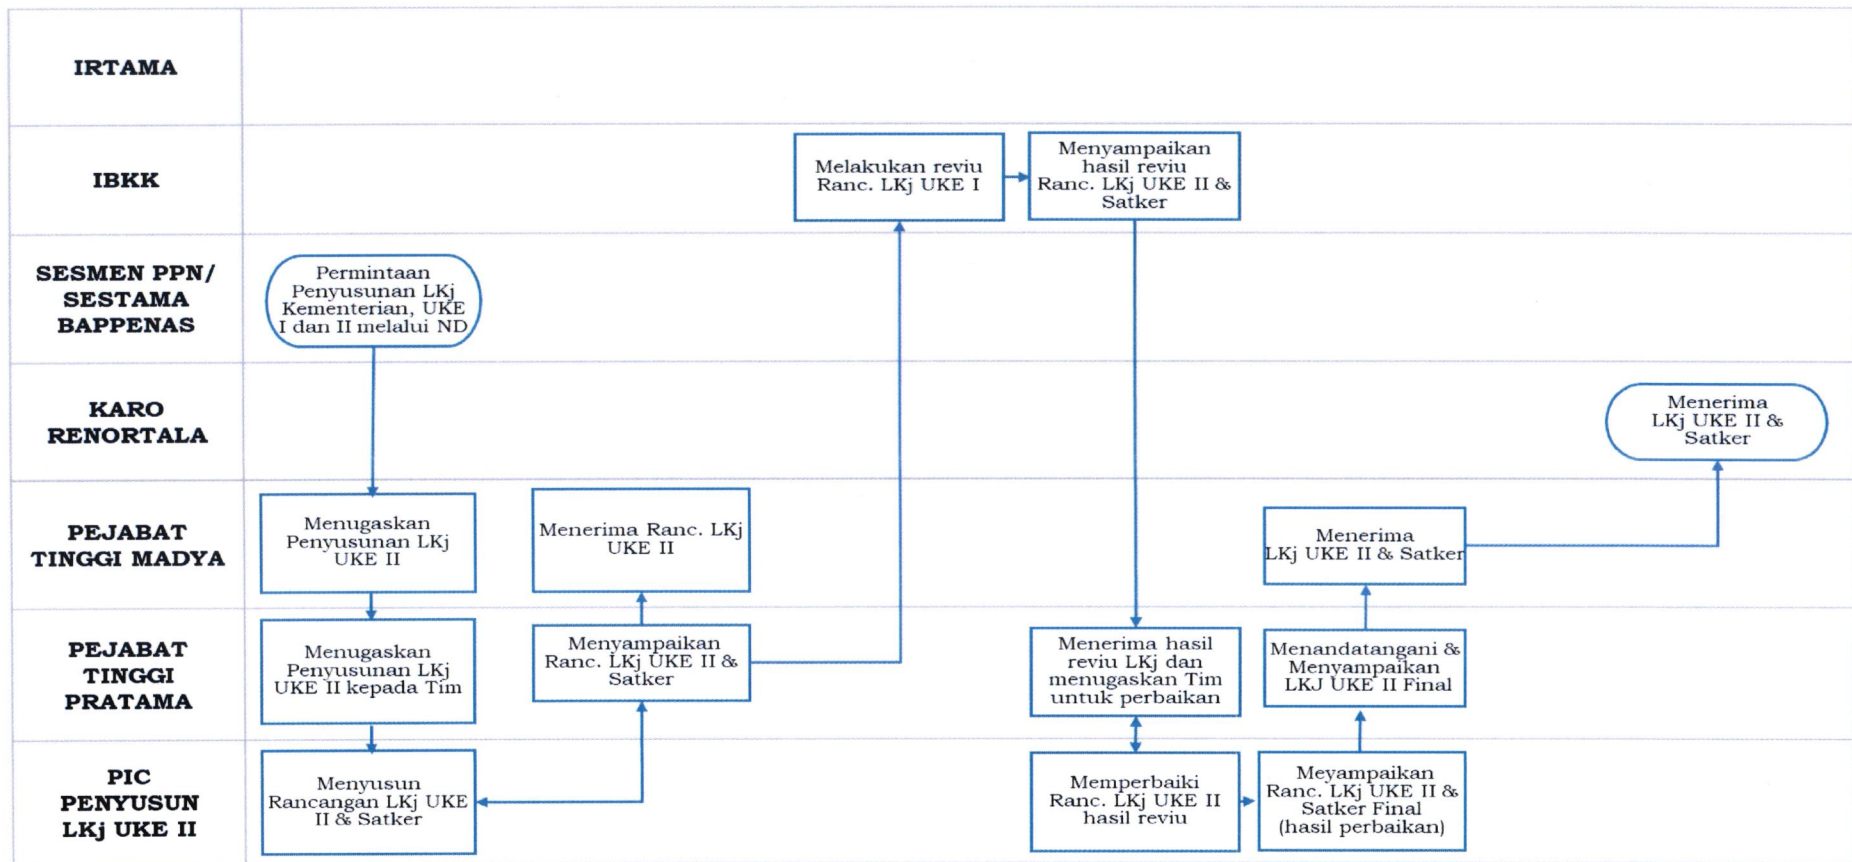 IRTAMA
IBKK
Melakukan reviu
Ranc. LKj UKE I
Menyampaikan
hasil reviu
Ranc. LKj UKE II &
Satker
SESMEN PPN/
SESTAMA
BAPPENAS
Permintaan
Penyusunan LKj
Kementerian, UKE
I dan II melalui ND
KARO
RENORTALA
Menerima
LKj UKE II &
Satker
PEJABAT
TINGGI MADYA
Menugaskan
Penyusunan LKj
UKE II
Menerima Ranc. LKj
UKE II
Menerima
LKj UKE II & Satker
PEJABAT
TINGGI
PRATAMA
Menugaskan
Penyusunan LKj
UKE II kepada Tim
Menyampaikan
Ranc. LKj UKE II &
Satker
Menerima hasil
reviu LKj dan
menugaskan Tim
untuk perbaikan
Menandatangani &
Menyampaikan
LKJ UKE II Final
PIC
PENYUSUN
LKj UKE II
Menyusun
Rancangan LKj UKE
II & Satker
Memperbaiki
Ranc. LKj UKE II
hasil reviu
Meyampaikan
Ranc. LKj UKE II &
Satker Final
(hasil perbaikan)